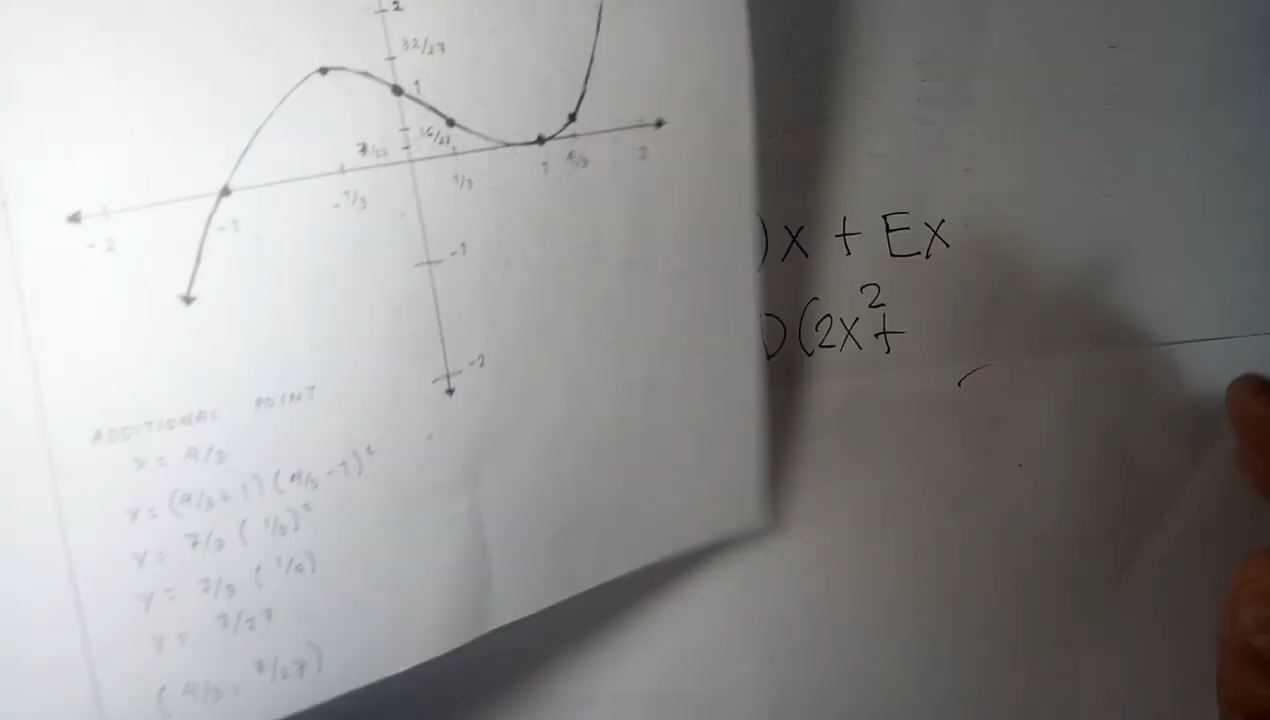 2
32/27
1
16/27
7/27
-2
-1
-1/3
1/3
1
4/3
2
-1
-2
ADDITIONAL POINT
x = 4/3
y = (4/3 + 1)(4/3 - 1)²
y = 7/3 (1/3)²
y = 7/3 (1/9)
y = 7/27
(4/3, 7/27)
)x + Ex
D(2x² +